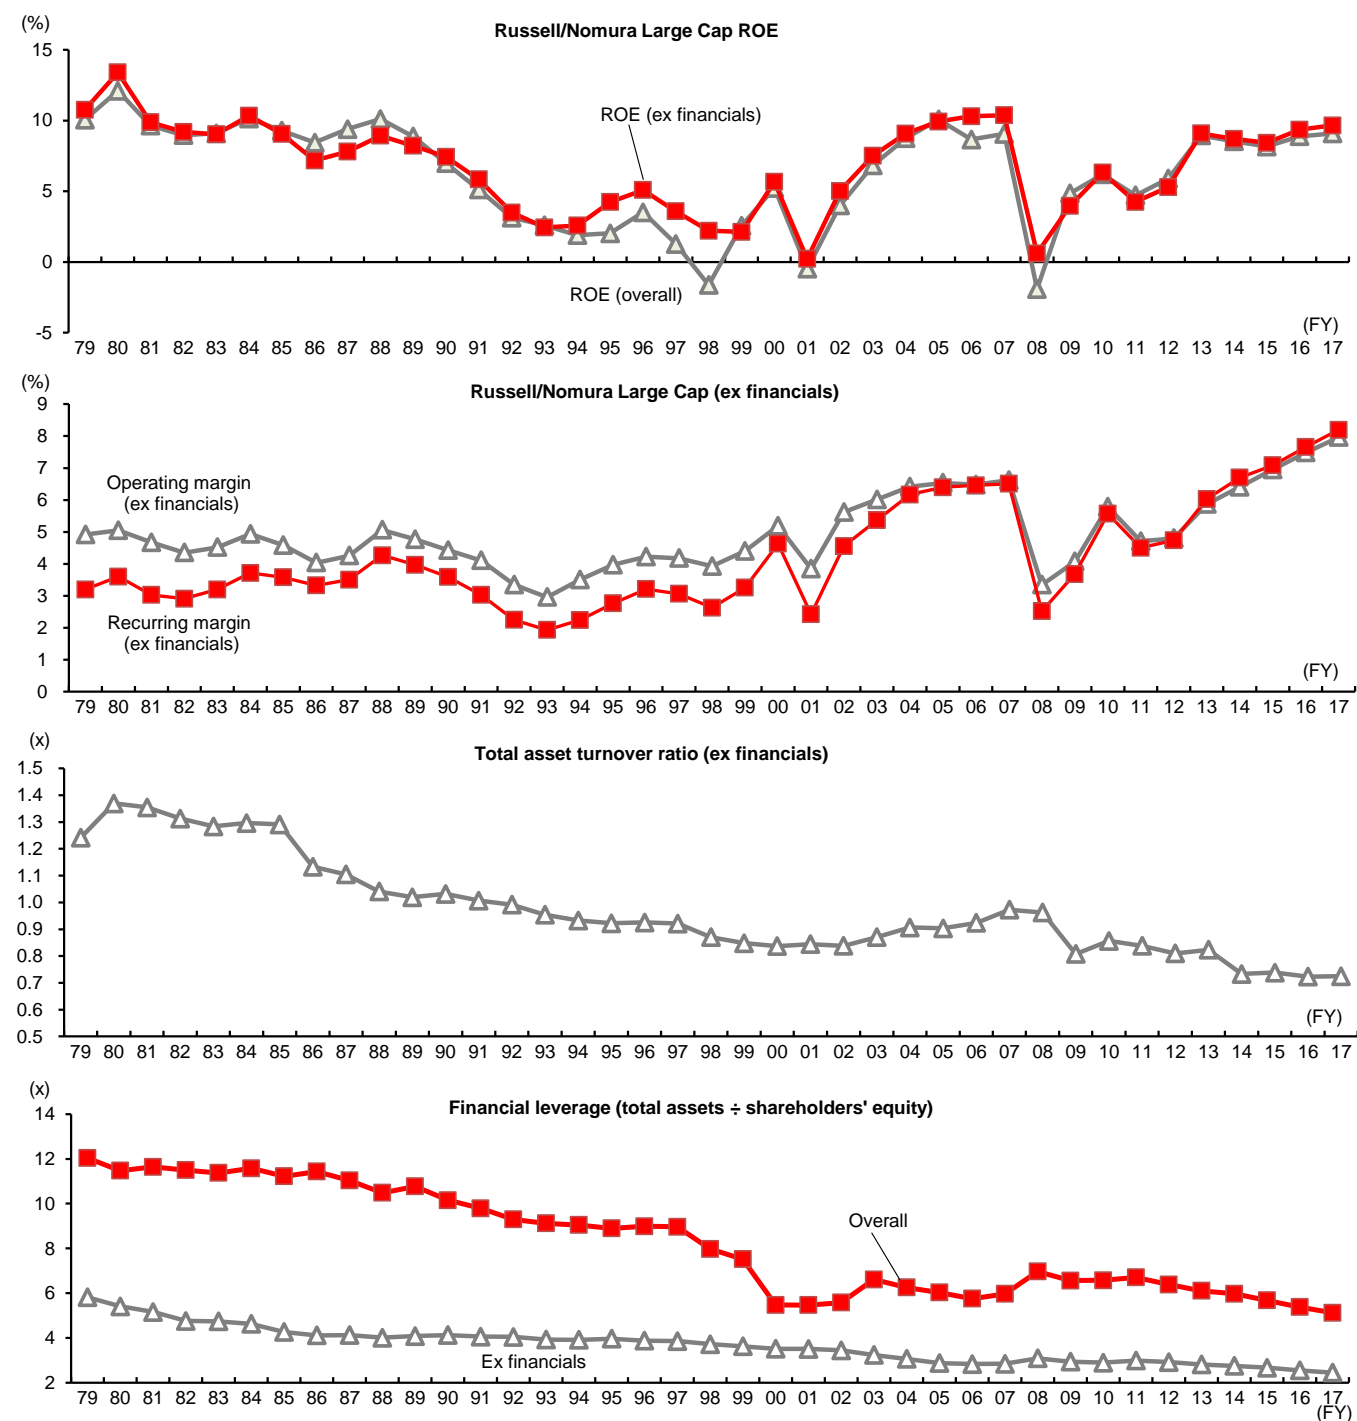 (%)
Russell/Nomura Large Cap ROE
15
ROE (ex financials)
10
5
0
ROE (overall)
-5
(FY)
79 80 81 82 83 84 85 86 87 88 89 90 91 92 93 94 95 96 97 98 99 00 01 02 03 04 05 06 07 08 09 10 11 12 13 14 15 16 17
(%)
Russell/Nomura Large Cap (ex financials)
9
8
7
Operating margin
(ex financials)
6
5
4
3
Recurring margin
(ex financials)
2
1
(FY)
0
79 80 81 82 83 84 85 86 87 88 89 90 91 92 93 94 95 96 97 98 99 00 01 02 03 04 05 06 07 08 09 10 11 12 13 14 15 16 17
(x)
Total asset turnover ratio (ex financials)
1.5
1.4
1.3
1.2
1.1
1.0
0.9
0.8
0.7
0.6
(FY)
0.5
79 80 81 82 83 84 85 86 87 88 89 90 91 92 93 94 95 96 97 98 99 00 01 02 03 04 05 06 07 08 09 10 11 12 13 14 15 16 17
(x)
Financial leverage (total assets ÷ shareholders' equity)
14
12
10
Overall
8
6
4
Ex financials
2
79 80 81 82 83 84 85 86 87 88 89 90 91 92 93 94 95 96 97 98 99 00 01 02 03 04 05 06 07 08 09 10 11 12 13 14 15 16 17
(FY)